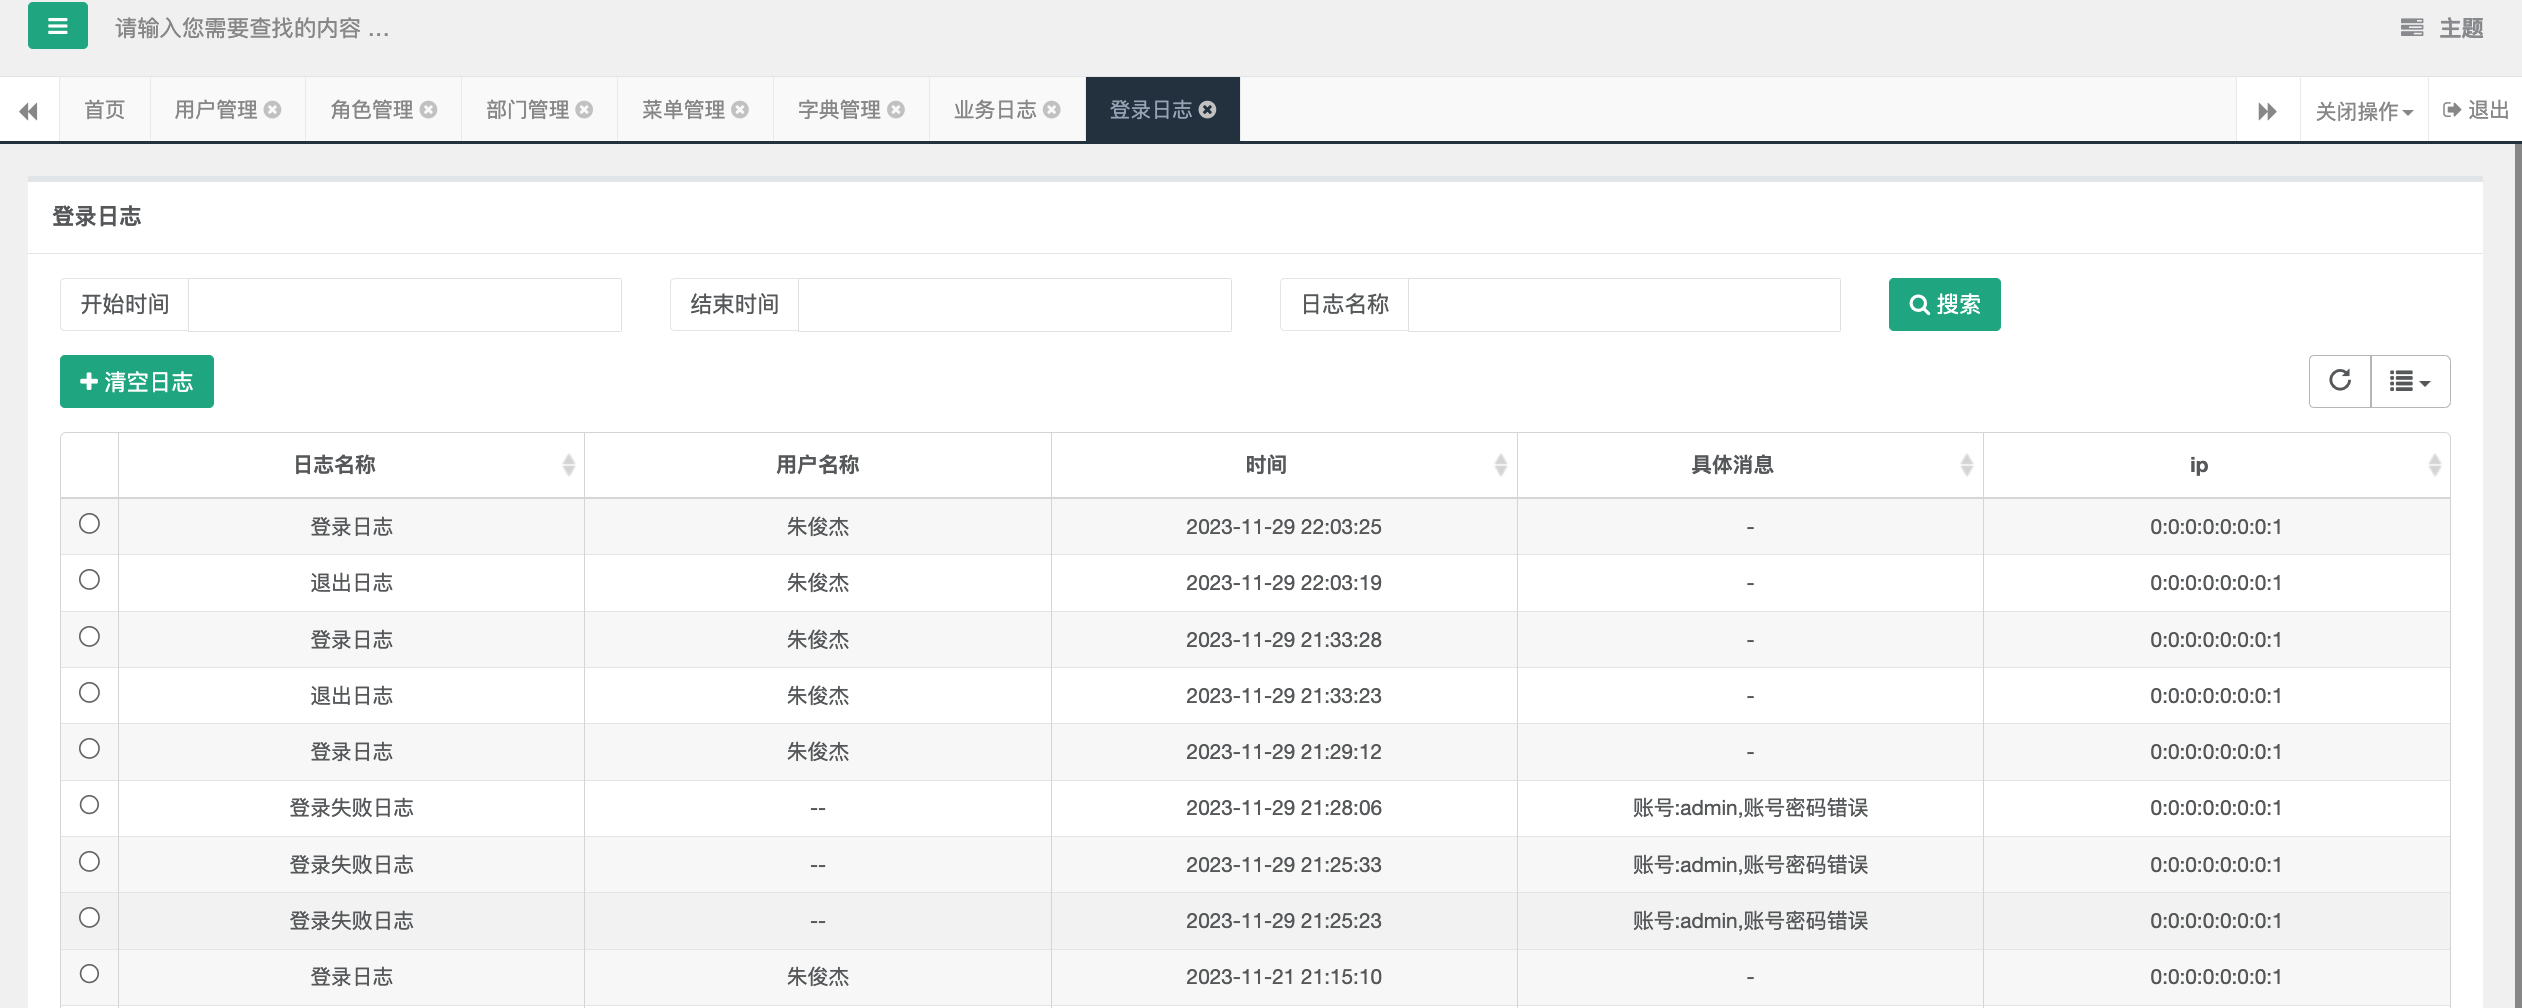 请输入您需要查找的内容 …
主题
首页 用户管理 角色管理 部门管理 菜单管理 字典管理 业务日志 登录日志 关闭操作 退出
登录日志
开始时间 结束时间 日志名称 搜索
清空日志
日志名称 用户名称 时间 具体消息 ip
登录日志 朱俊杰 2023-11-29 22:03:25 - 0:0:0:0:0:0:0:1
退出日志 朱俊杰 2023-11-29 22:03:19 - 0:0:0:0:0:0:0:1
登录日志 朱俊杰 2023-11-29 21:33:28 - 0:0:0:0:0:0:0:1
退出日志 朱俊杰 2023-11-29 21:33:23 - 0:0:0:0:0:0:0:1
登录日志 朱俊杰 2023-11-29 21:29:12 - 0:0:0:0:0:0:0:1
登录失败日志 -- 2023-11-29 21:28:06 账号:admin,账号密码错误 0:0:0:0:0:0:0:1
登录失败日志 -- 2023-11-29 21:25:33 账号:admin,账号密码错误 0:0:0:0:0:0:0:1
登录失败日志 -- 2023-11-29 21:25:23 账号:admin,账号密码错误 0:0:0:0:0:0:0:1
登录日志 朱俊杰 2023-11-21 21:15:10 - 0:0:0:0:0:0:0:1